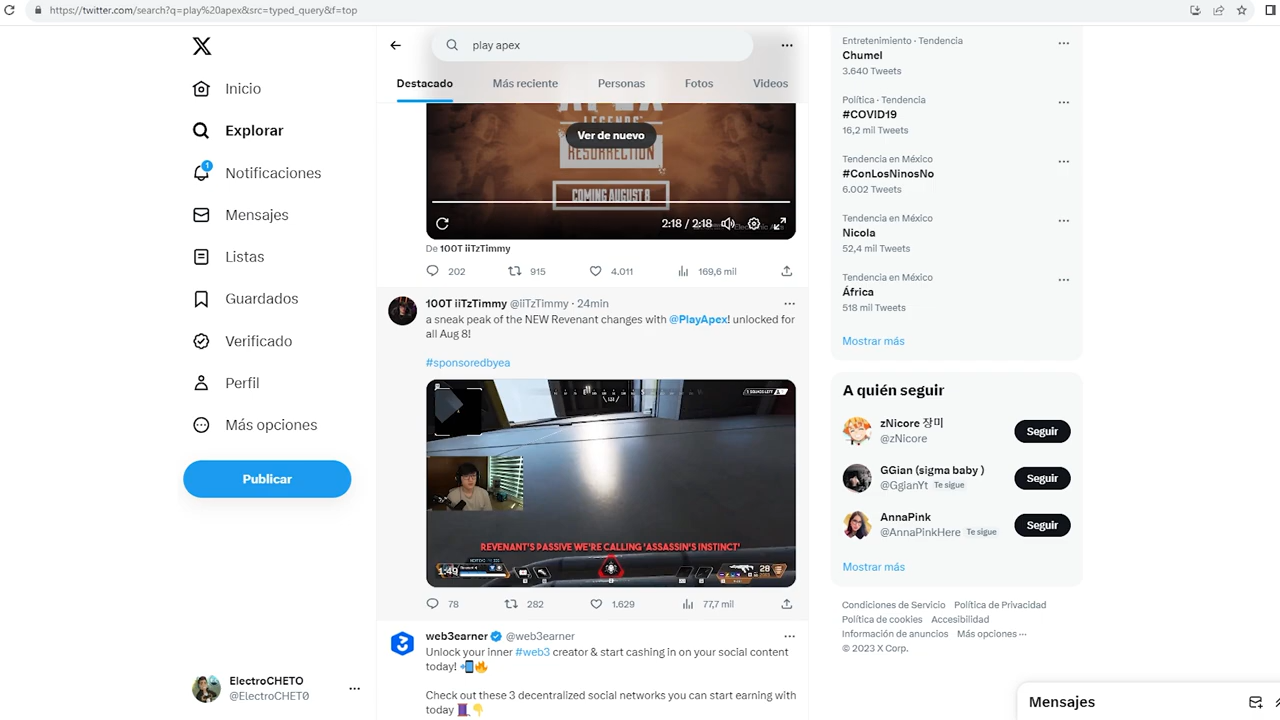 https://twitter.com/search?q=play%20apex&src=typed_query&f=top
X
Inicio
Explorar
1
Notificaciones
Mensajes
Listas
Guardados
Verificado
Perfil
Más opciones
Publicar
ElectroCHETO
@ElectroCHET0
play apex
Destacado
Más reciente
Personas
Fotos
Videos
LEGENDS
Ver de nuevo
RESURRECTION
COMING AUGUST 8
2:18 / 2:18
De 100T iiTzTimmy
202
915
4.011
169,6 mil
100T iiTzTimmy @iiTzTimmy · 24min
a sneak peak of the NEW Revenant changes with @PlayApex! unlocked for
all Aug 8!
#sponsoredbyea
REVENANT'S PASSIVE WE'RE CALLING 'ASSASSIN'S INSTINCT'
1:49
28
78
282
1.629
77,7 mil
web3earner @web3earner
Unlock your inner #web3 creator & start cashing in on your social content
today! 📲🔥
Check out these 3 decentralized social networks you can start earning with
today 🧵👇
Entretenimiento · Tendencia
Chumel
3.640 Tweets
Política · Tendencia
#COVID19
16,2 mil Tweets
Tendencia en México
#ConLosNinosNo
6.002 Tweets
Tendencia en México
Nicola
52,4 mil Tweets
Tendencia en México
África
518 mil Tweets
Mostrar más
A quién seguir
zNicore 장미
@zNicore
Seguir
GGian (sigma baby )
@GgianYt Te sigue
Seguir
AnnaPink
@AnnaPinkHere Te sigue
Seguir
Mostrar más
Condiciones de Servicio Política de Privacidad
Política de cookies Accesibilidad
Información de anuncios Más opciones ···
© 2023 X Corp.
Mensajes